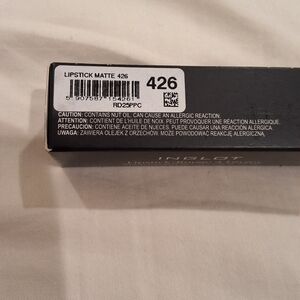 LIPSTICK MATTE 426
426
5 907587 154261
RD25PPC
CAUTION: CONTAINS NUT OIL, CAN CAUSE AN ALLERGIC REACTION.
ATTENTION: CONTIENT DE L'HUILE DE NOIX. PEUT PROVOQUER UNE RÉACTION ALLERGIQUE.
PRECAUCIÓN: CONTIENE ACEITE DE NUECES. PUEDE CAUSAR UNA REACCIÓN ALERGICA.
UWAGA: ZAWIERA OLEJEK Z ORZECHÓW. MOŻE POWODOWAĆ REAKCJĘ ALERGICZNĄ.
INGLOT